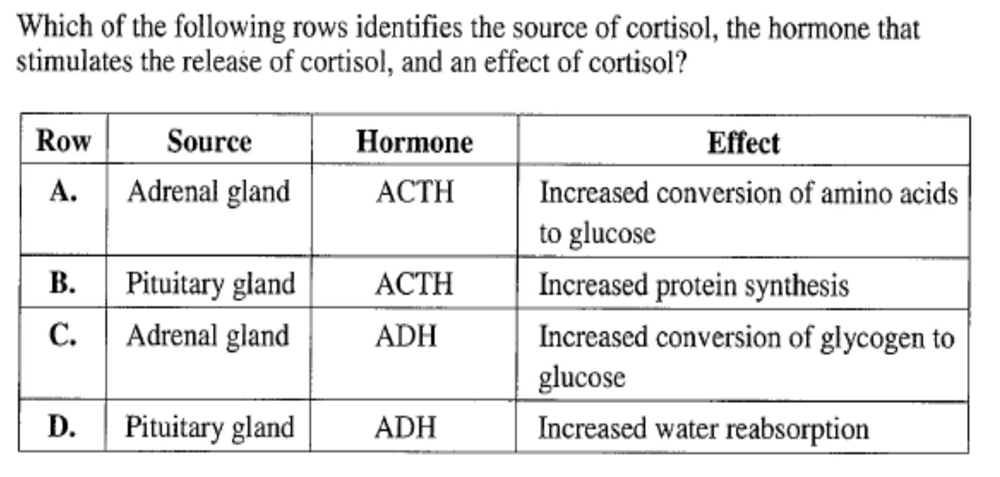 Which of the following rows identifies the source of cortisol, the hormone that
stimulates the release of cortisol, and an effect of cortisol?
Row Source Hormone Effect
A. Adrenal gland ACTH Increased conversion of amino acids
to glucose
B. Pituitary gland ACTH Increased protein synthesis
C. Adrenal gland ADH Increased conversion of glycogen to
glucose
D. Pituitary gland ADH Increased water reabsorption